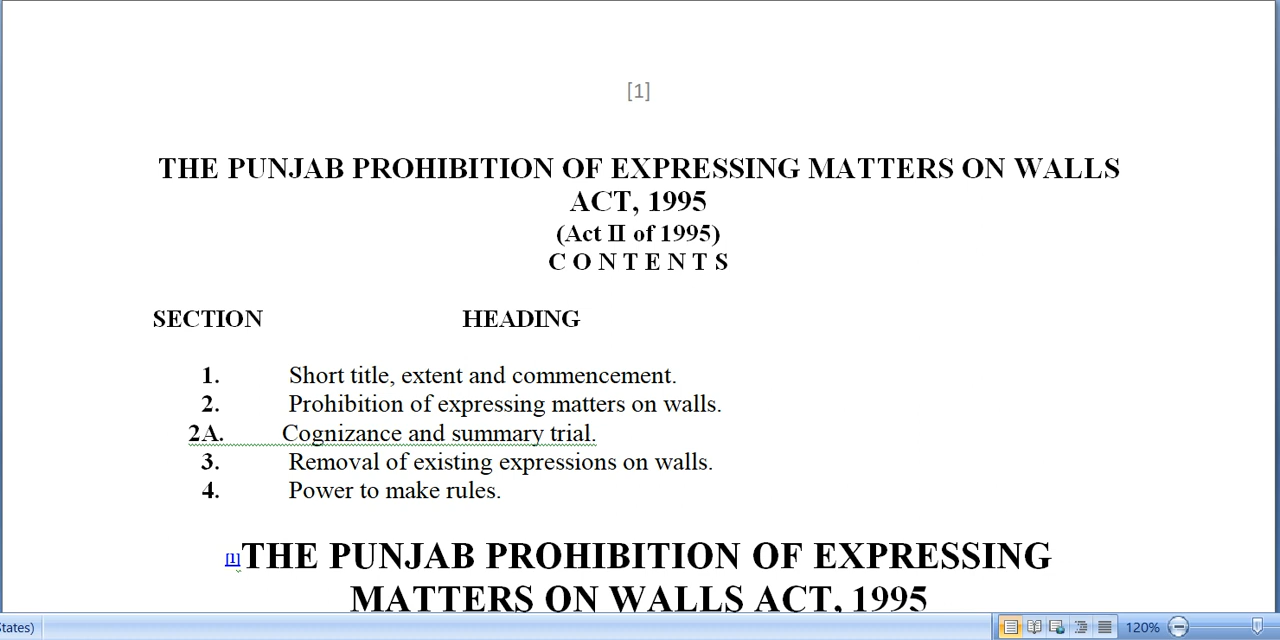 [1]
THE PUNJAB PROHIBITION OF EXPRESSING MATTERS ON WALLS
ACT, 1995
(Act II of 1995)
C O N T E N T S
SECTION HEADING
1. Short title, extent and commencement.
2. Prohibition of expressing matters on walls.
2A. Cognizance and summary trial.
3. Removal of existing expressions on walls.
4. Power to make rules.
[1]THE PUNJAB PROHIBITION OF EXPRESSING
MATTERS ON WALLS ACT, 1995
States) 120%